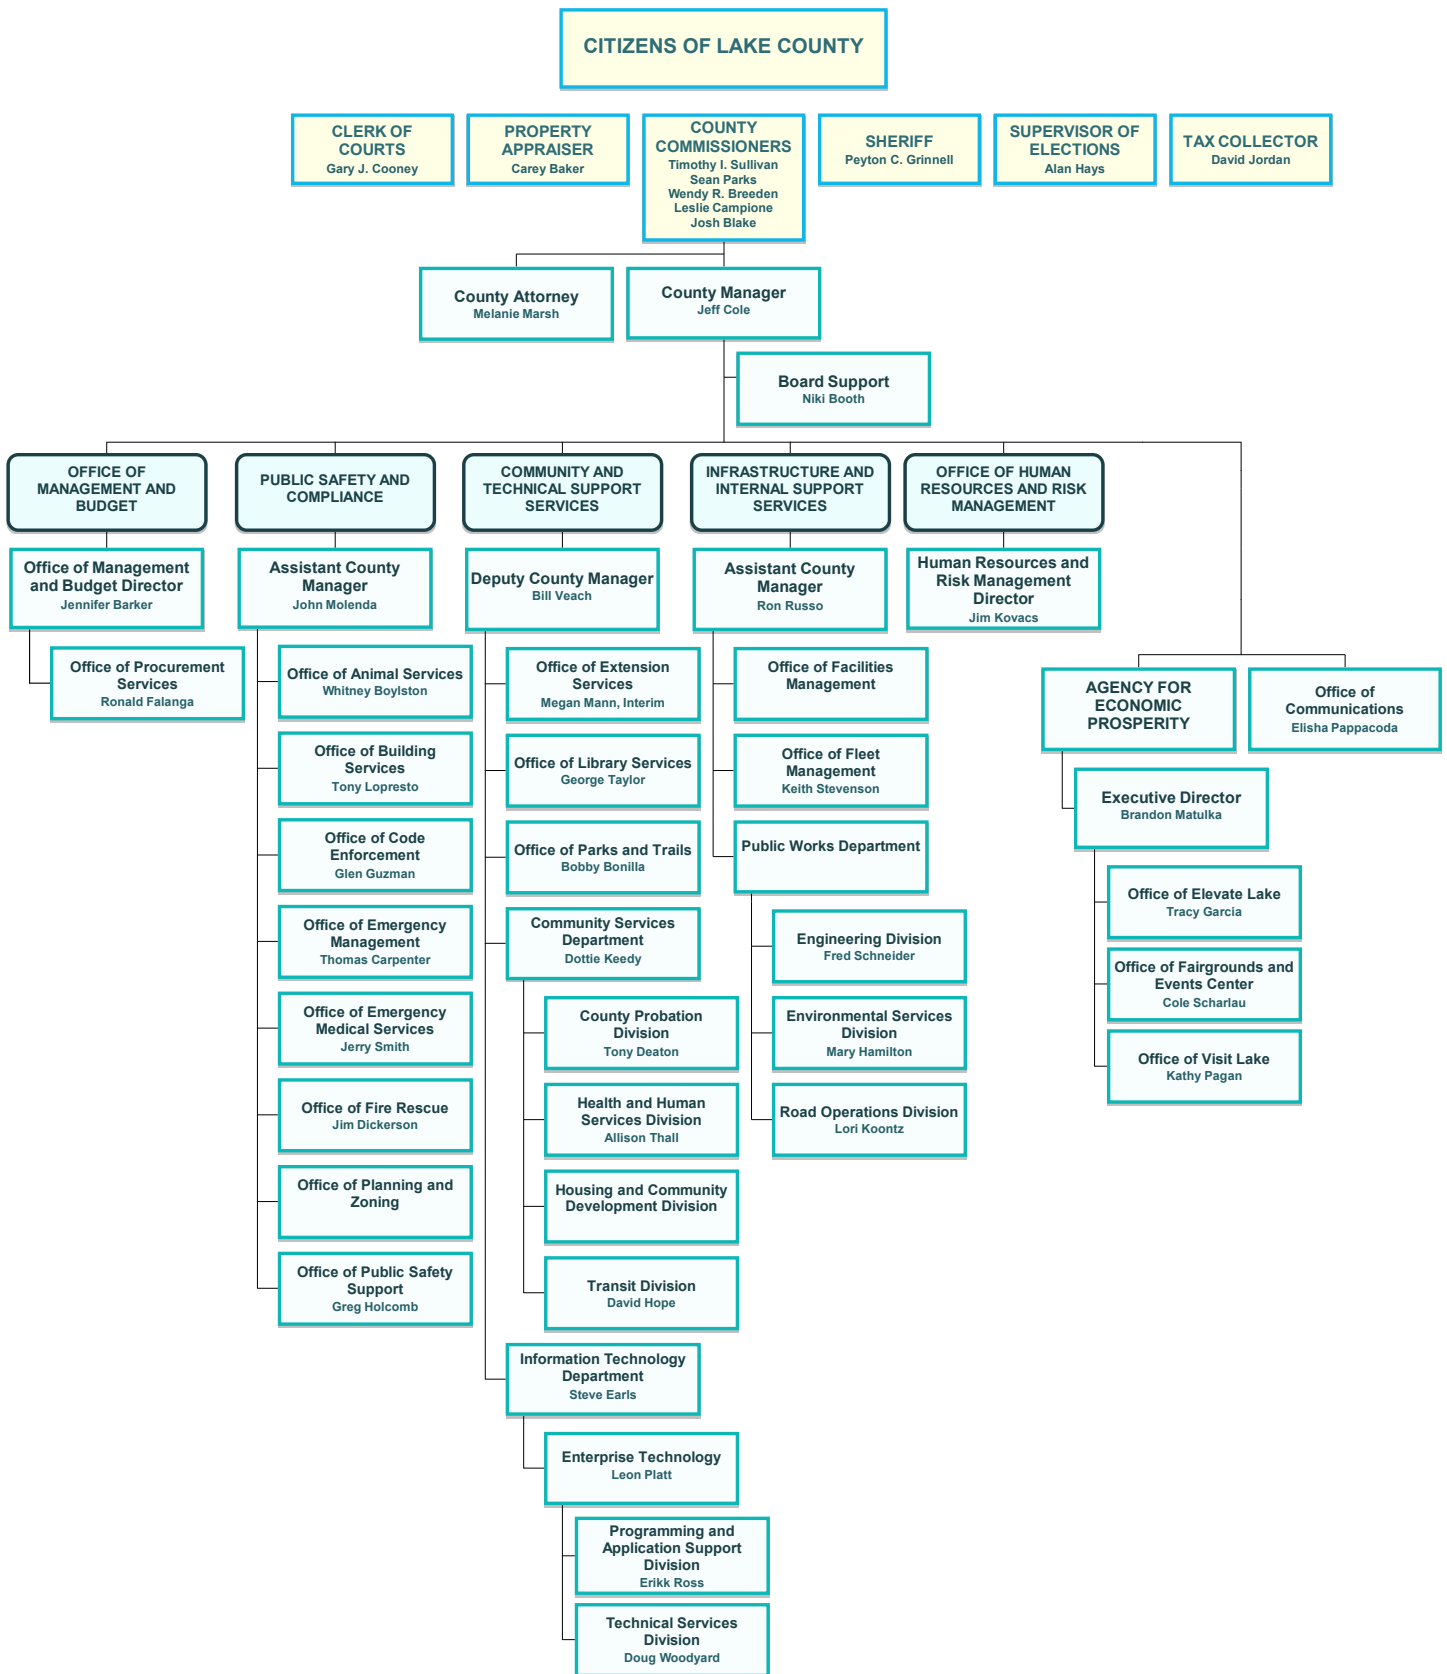 CITIZENS OF LAKE COUNTY
CLERK OF
COURTS
Gary J. Cooney
PROPERTY
APPRAISER
Carey Baker
COUNTY
COMMISSIONERS
Timothy I. Sullivan
Sean Parks
Wendy R. Breeden
Leslie Campione
Josh Blake
SHERIFF
Peyton C. Grinnell
SUPERVISOR OF
ELECTIONS
Alan Hays
TAX COLLECTOR
David Jordan
County Attorney
Melanie Marsh
County Manager
Jeff Cole
Board Support
Niki Booth
OFFICE OF
MANAGEMENT AND
BUDGET
Office of Management
and Budget Director
Jennifer Barker
Office of Procurement
Services
Ronald Falanga
PUBLIC SAFETY AND
COMPLIANCE
Assistant County
Manager
John Molenda
Office of Animal Services
Whitney Boylston
Office of Building
Services
Tony Lopresto
Office of Code
Enforcement
Glen Guzman
Office of Emergency
Management
Thomas Carpenter
Office of Emergency
Medical Services
Jerry Smith
Office of Fire Rescue
Jim Dickerson
Office of Planning and
Zoning
Office of Public Safety
Support
Greg Holcomb
COMMUNITY AND
TECHNICAL SUPPORT
SERVICES
Deputy County Manager
Bill Veach
Office of Extension
Services
Megan Mann, Interim
Office of Library Services
George Taylor
Office of Parks and Trails
Bobby Bonilla
Community Services
Department
Dottie Keedy
County Probation
Division
Tony Deaton
Health and Human
Services Division
Allison Thall
Housing and Community
Development Division
Transit Division
David Hope
Information Technology
Department
Steve Earls
Enterprise Technology
Leon Platt
Programming and
Application Support
Division
Erikk Ross
Technical Services
Division
Doug Woodyard
INFRASTRUCTURE AND
INTERNAL SUPPORT
SERVICES
Assistant County
Manager
Ron Russo
Office of Facilities
Management
Office of Fleet
Management
Keith Stevenson
Public Works Department
Engineering Division
Fred Schneider
Environmental Services
Division
Mary Hamilton
Road Operations Division
Lori Koontz
OFFICE OF HUMAN
RESOURCES AND RISK
MANAGEMENT
Human Resources and
Risk Management
Director
Jim Kovacs
AGENCY FOR
ECONOMIC
PROSPERITY
Executive Director
Brandon Matulka
Office of Elevate Lake
Tracy Garcia
Office of Fairgrounds and
Events Center
Cole Scharlau
Office of Visit Lake
Kathy Pagan
Office of
Communications
Elisha Pappacoda